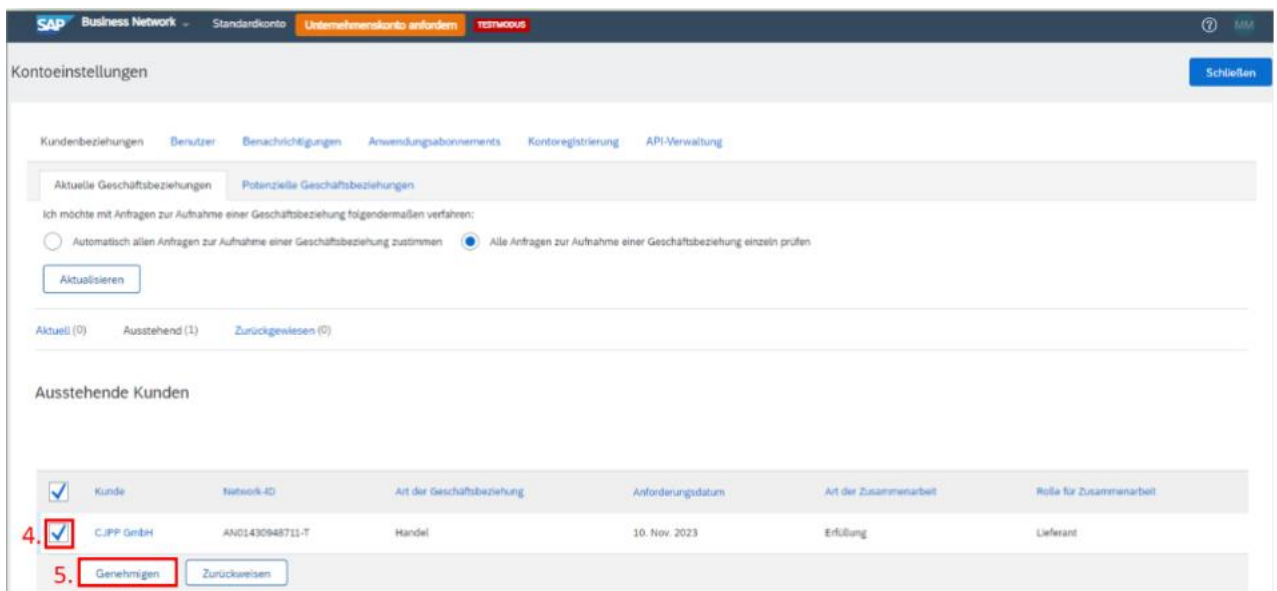 SAP Business Network Standardkonto Unternehmenskonto anfordern TESTMODUS MM
Kontoeinstellungen Schließen
Kundenbeziehungen Benutzer Benachrichtigungen Anwendungsabonnements Kontoregistrierung API-Verwaltung
Aktuelle Geschäftsbeziehungen Potenzielle Geschäftsbeziehungen
Ich möchte mit Anfragen zur Aufnahme einer Geschäftsbeziehung folgendermaßen verfahren:
Automatisch allen Anfragen zur Aufnahme einer Geschäftsbeziehung zustimmen Alle Anfragen zur Aufnahme einer Geschäftsbeziehung einzeln prüfen
Aktualisieren
Aktuell (0) Ausstehend (1) Zurückgewiesen (0)
Ausstehende Kunden
Kunde Network-ID Art der Geschäftsbeziehung Anforderungsdatum Art der Zusammenarbeit Rolle für Zusammenarbeit
4. CJPP GmbH AN01430948711-T Handel 10. Nov. 2023 Erfüllung Lieferant
5. Genehmigen Zurückweisen